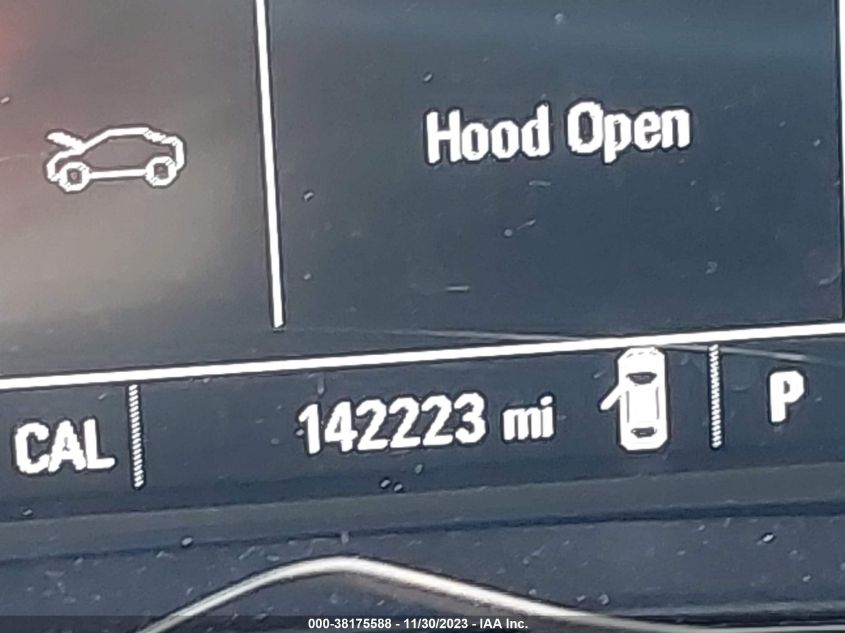 Hood Open
CAL 142223 mi P
000-38175588 - 11/30/2023 - IAA Inc.